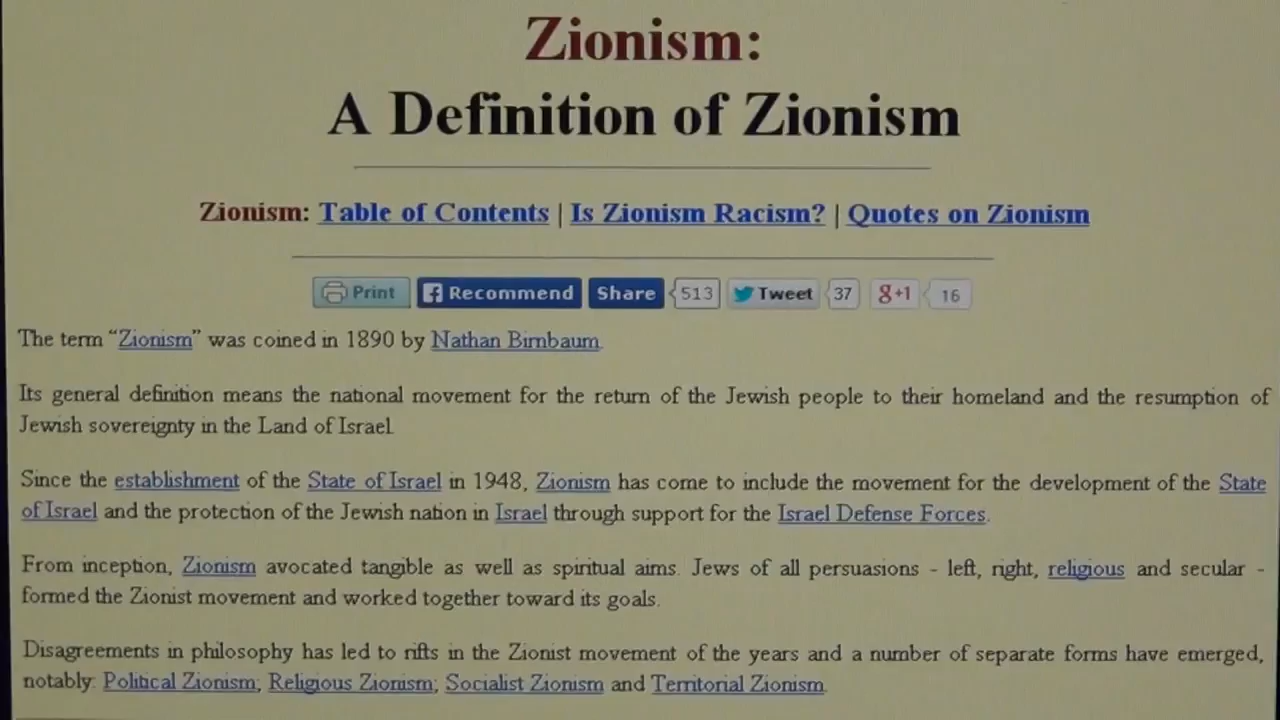 Zionism:
A Definition of Zionism
Zionism: Table of Contents | Is Zionism Racism? | Quotes on Zionism
Print Recommend Share 513 Tweet 37 g+1 16
The term “Zionism” was coined in 1890 by Nathan Birnbaum.
Its general definition means the national movement for the return of the Jewish people to their homeland and the resumption of
Jewish sovereignty in the Land of Israel.
Since the establishment of the State of Israel in 1948, Zionism has come to include the movement for the development of the State
of Israel and the protection of the Jewish nation in Israel through support for the Israel Defense Forces.
From inception, Zionism avocated tangible as well as spiritual aims. Jews of all persuasions - left, right, religious and secular -
formed the Zionist movement and worked together toward its goals.
Disagreements in philosophy has led to rifts in the Zionist movement of the years and a number of separate forms have emerged,
notably: Political Zionism; Religious Zionism; Socialist Zionism and Territorial Zionism.